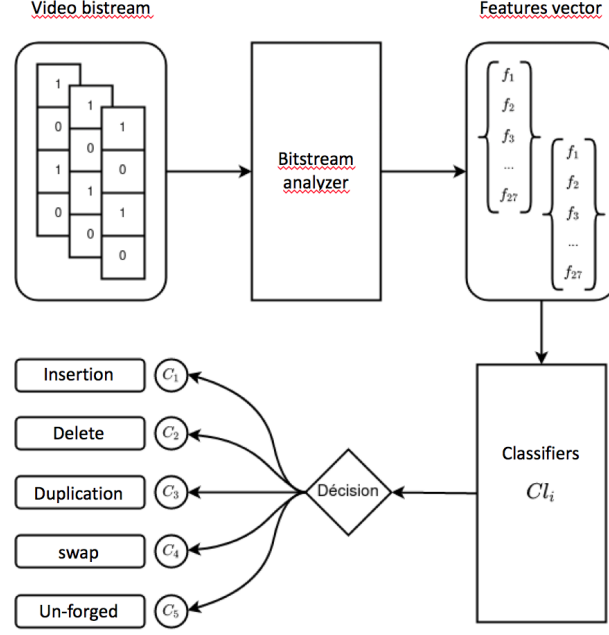 Video bistream
Features vector
1
0
1
0
1
0
1
0
1
0
1
0
Bitstream
analyzer
f1
f2
f3
...
f27
f1
f2
f3
...
f27
Insertion
C1
Delete
C2
Duplication
C3
swap
C4
Un-forged
C5
Décision
Classifiers
Cli